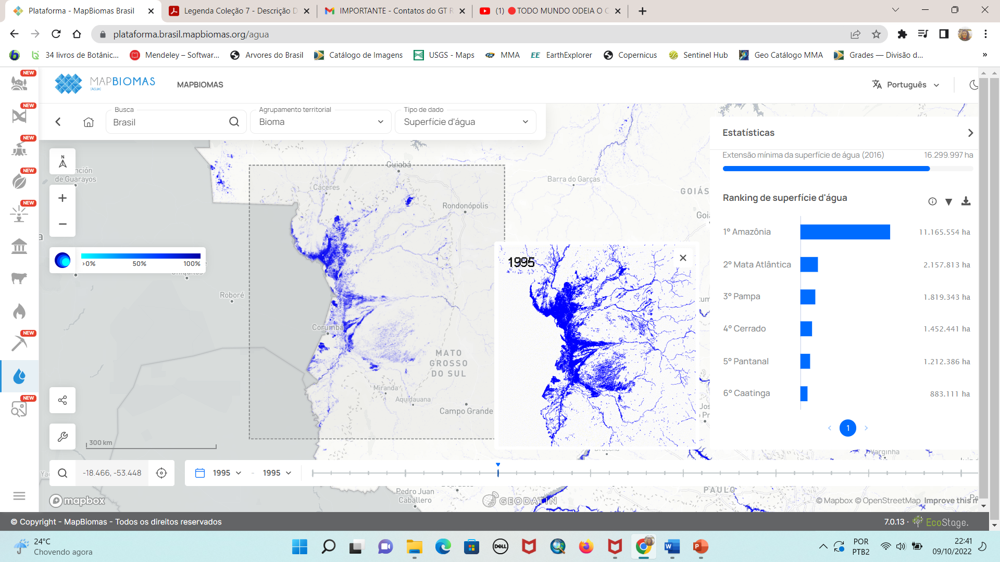 Plataforma - MapBiomas Brasil
Legenda Coleção 7 - Descrição D
IMPORTANTE - Contatos do GT R
(1) 🔴TODO MUNDO ODEIA O C
plataforma.brasil.mapbiomas.org/agua
34 livros de Botânic...
Mendeley – Softwar...
Arvores do Brasil
Catálogo de Imagens
USGS - Maps
MMA
EE EarthExplorer
Copernicus
Sentinel Hub
Geo Catálogo MMA
Grades — Divisão d...
»
NEW
MAPBIOMAS
[ÁGUA]
MAPBIOMAS
Português
NEW
Busca
Brasil
Agrupamento territorial
Bioma
Tipo de dado
Superfície d'água
Estatísticas
NEW
Extensão mínima da superfície de água (2016)
16.299.997 ha
N
nción
de Guarayos
Cuiabá
Cáceres
Barra do Garças
GOIÁS
NEW
Rondonópolis
Goi
NEW
Ranking de superfície d'água
1º Amazônia
11.165.554 ha
2º Mata Atlântica
2.157.813 ha
3º Pampa
1.819.343 ha
4º Cerrado
1.452.441 ha
5º Pantanal
1.212.386 ha
6º Caatinga
883.111 ha
1
>0%
50%
100%
1995
Roboré
Corumbá
MATO
GROSSO
DO SUL
Miranda
Aquidauana
Campo Grande
NEW
NEW
300 km
-18.466, -53.448
1995
-
1995
Varginha
Pedro Juan
Caballero
PAULO
mapbox
GEODATIN
© Mapbox © OpenStreetMap Improve this m
© Copyright - MapBiomas - Todos os direitos reservados
7.0.13 ·
EcoStage.
24°C
Chovendo agora
DELL
POR
PTB2
22:41
09/10/2022